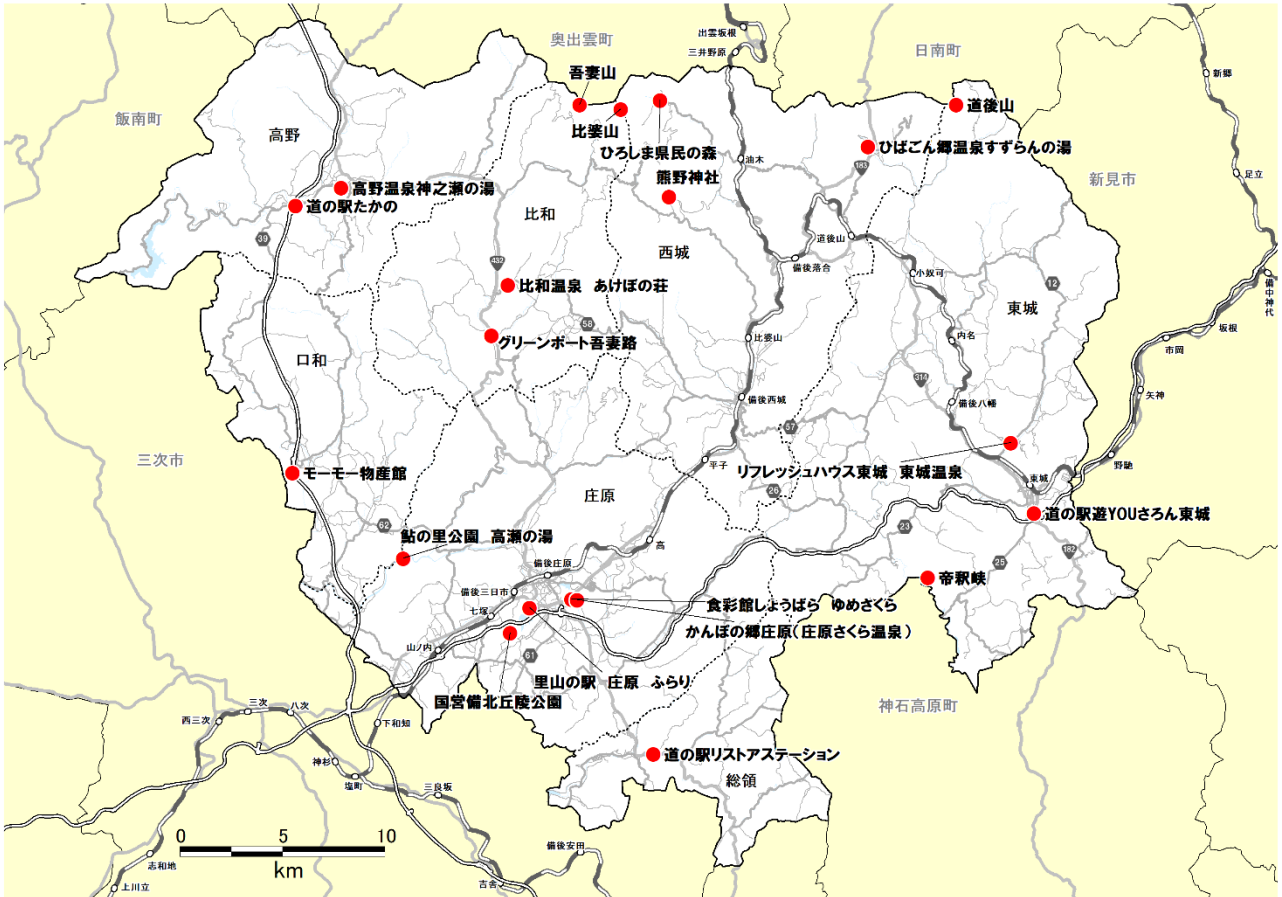 出雲坂根
奥出雲町
日南町
三井野原
新郷
吾妻山
道後山
飯南町
比婆山
高野
ひろしま県民の森
ひばごん郷温泉すずらんの湯
油木
183
足立
熊野神社
新見市
高野温泉神之瀬の湯
道の駅たかの
比和
39
道後山
西城
432
備後落合
小奴可
12
備中神代
比和温泉 あけぼの荘
東城
58
坂根
グリーンポート吾妻路
比婆山
内名
市岡
口和
314
矢神
備後西城
備後八幡
67
三次市
平子
野馳
モーモー物産館
リフレッシュハウス東城 東城温泉
東城
庄原
26
道の駅遊YOUさろん東城
62
23
鮎の里公園 高瀬の湯
高
182
25
備後庄原
帝釈峡
備後三日市
食彩館しょうばら ゆめさくら
七塚
かんぽの郷庄原(庄原さくら温泉)
山ノ内
61
里山の駅 庄原 ふらり
国営備北丘陵公園
神石高原町
三次
八次
西三次
下和知
道の駅リストアステーション
神杉
総領
塩町
三良坂
0 5 10
km
備後安田
志和地
吉舎
上川立